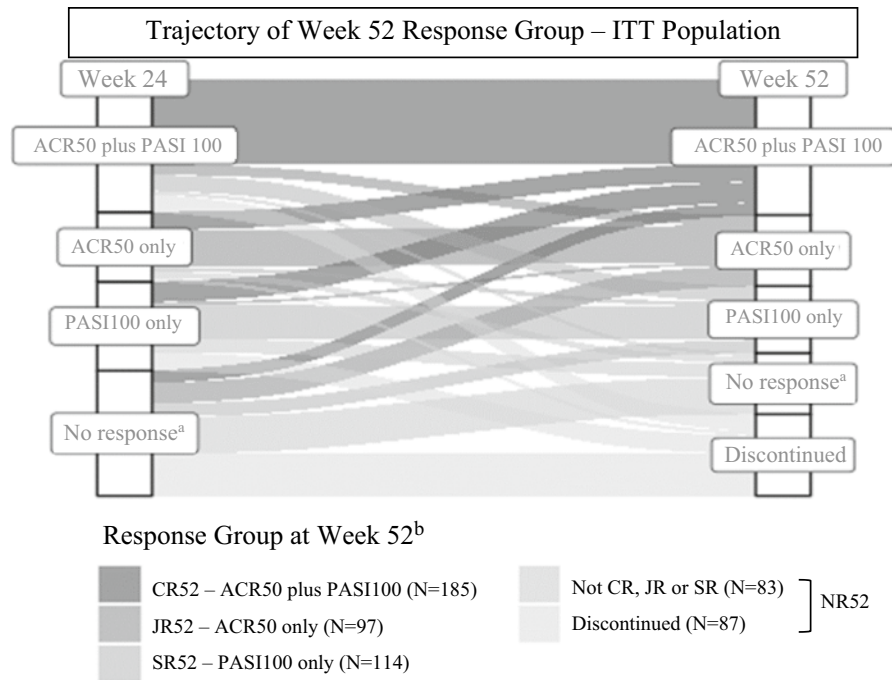 Trajectory of Week 52 Response Group – ITT Population
Week 24
Week 52
ACR50 plus PASI 100
ACR50 plus PASI 100
ACR50 only
ACR50 only
PASI100 only
PASI100 only
No responseᵃ
No responseᵃ
Discontinued
Response Group at Week 52ᵇ
CR52 – ACR50 plus PASI100 (N=185)
JR52 – ACR50 only (N=97)
SR52 – PASI100 only (N=114)
Not CR, JR or SR (N=83)
Discontinued (N=87)
NR52